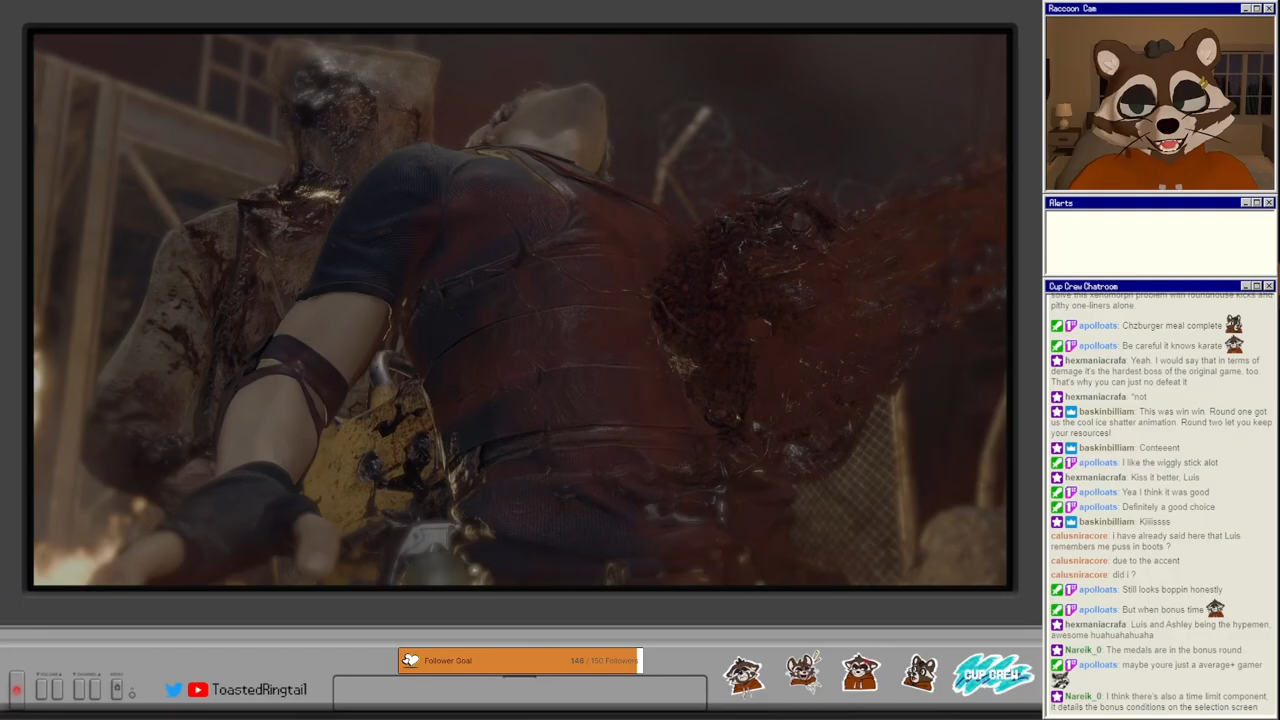 Raccoon Cam
Alerts
Cup Crew Chatroom
solve this xenomorph problem with roundhouse kicks and
pithy one-liners alone.
apolloats: Chzburger meal complete
apolloats: Be careful it knows karate
hexmaniacrafa: Yeah. I would say that in terms of
damage it's the hardest boss of the original game, too.
That's why you can just no defeat it
hexmaniacrafa: *not
baskinbilliam: This was win win. Round one got
us the cool ice shatter animation. Round two let you keep
your resources!
baskinbilliam: Conteeent
apolloats: I like the wiggly stick alot
hexmaniacrafa: Kiss it better, Luis
apolloats: Yea I think it was good
apolloats: Definitely a good choice
baskinbilliam: Kiiissss
calusniracore: i have already said here that Luis
remembers me puss in boots ?
calusniracore: due to the accent
calusniracore: did i ?
apolloats: Still looks boppin honestly
apolloats: But when bonus time
hexmaniacrafa: Luis and Ashley being the hypemen,
awesome huahuahahuaha
Nareik_0: The medals are in the bonus round.
apolloats: maybe youre just a average+ gamer
Nareik_0: I think there's also a time limit component,
it details the bonus conditions on the selection screen
Follower Goal
146 / 150 Followers
ToastedRingtail
CUP CREW